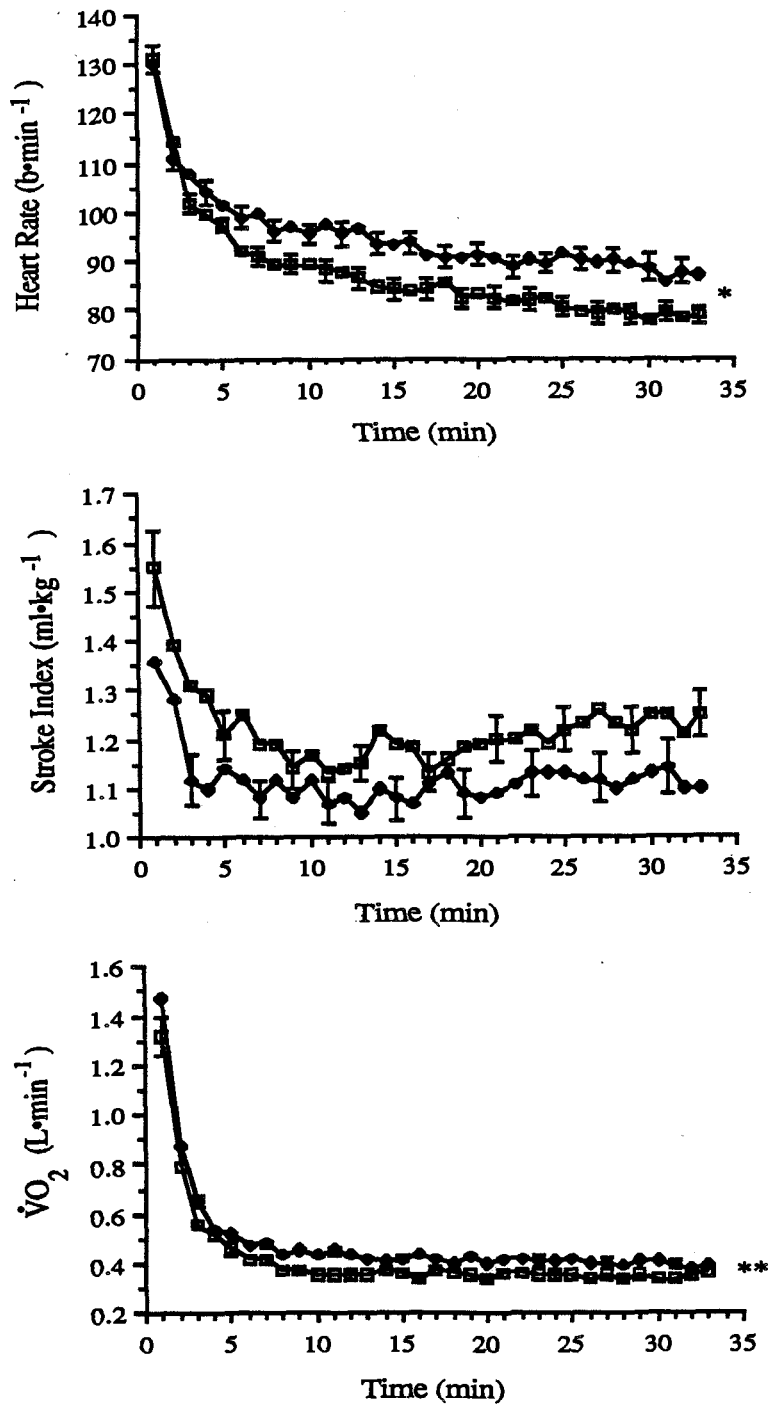 140
130
120
110
100
90
80
70
Heart Rate (b•min -1 )
*
0 5 10 15 20 25 30 35
Time (min)
1.7
1.6
1.5
1.4
1.3
1.2
1.1
1.0
Stroke Index (ml•kg -1 )
0 5 10 15 20 25 30 35
Time (min)
1.6
1.4
1.2
1.0
0.8
0.6
0.4
0.2
V̇O2 (L•min-1 )
**
0 5 10 15 20 25 30 35
Time (min)